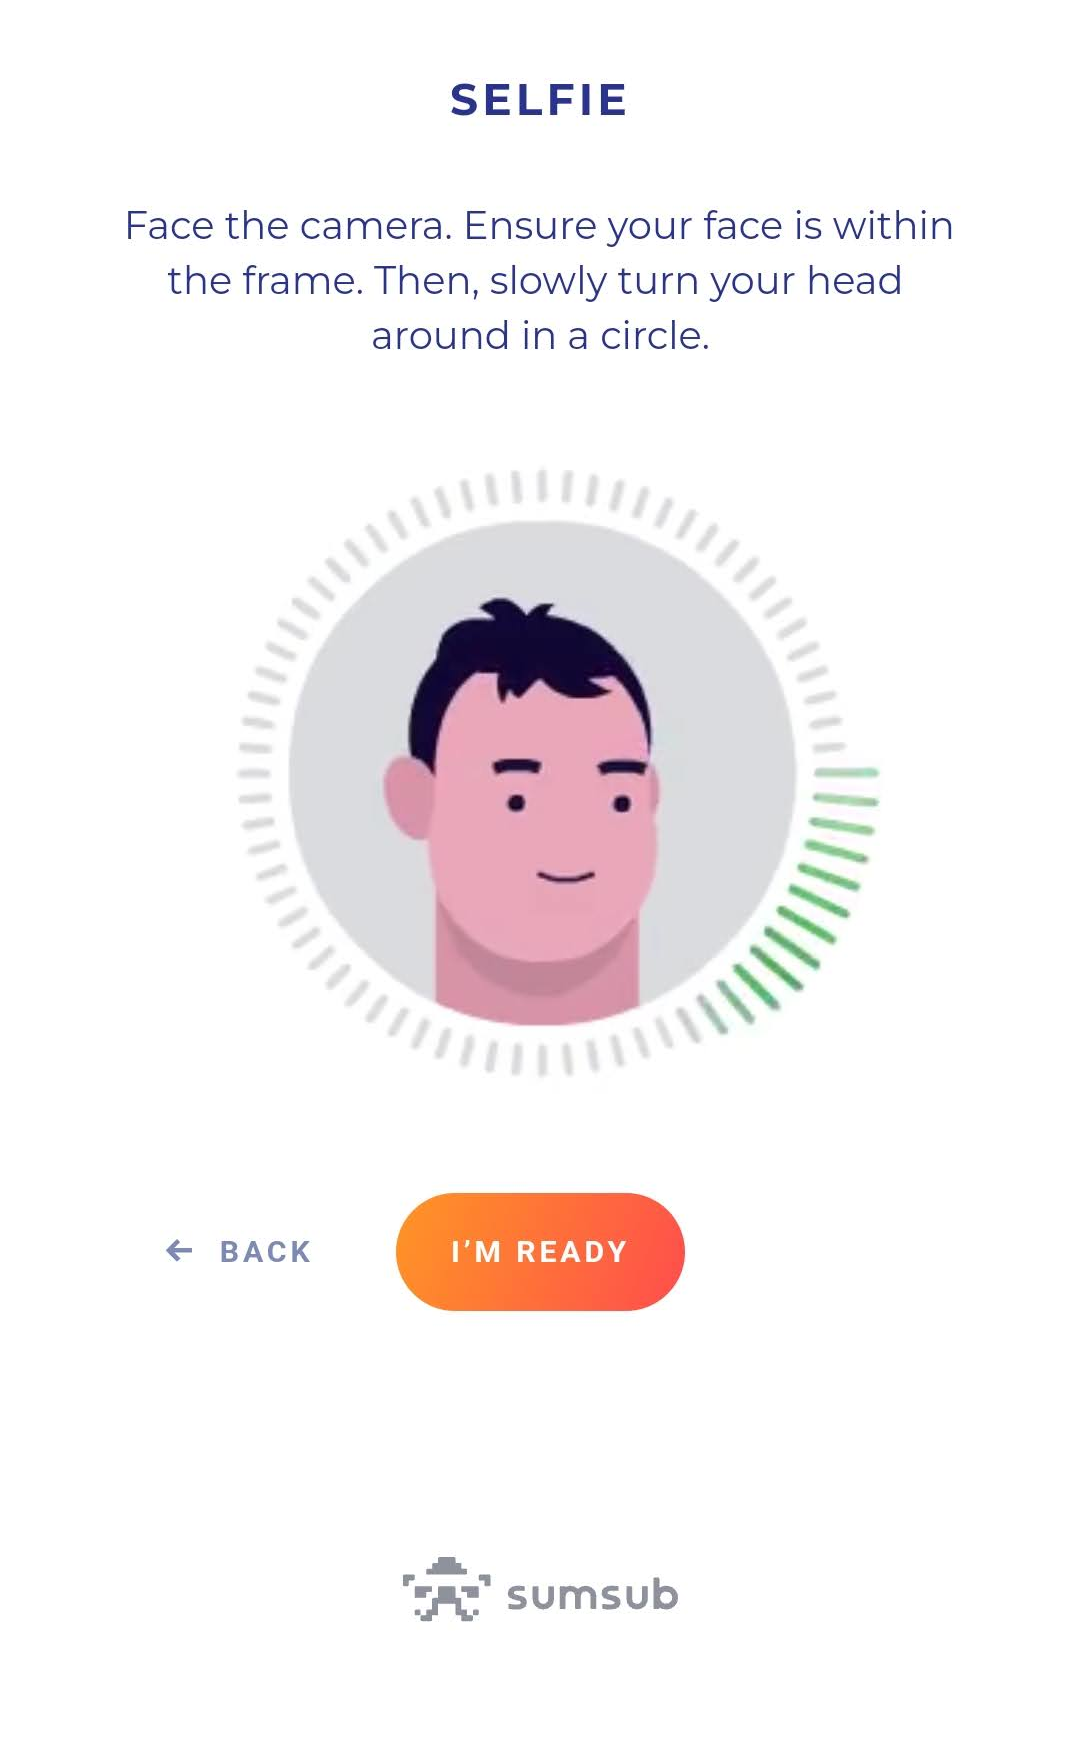 SELFIE
Face the camera. Ensure your face is within
the frame. Then, slowly turn your head
around in a circle.
← BACK
I’M READY
sumsub